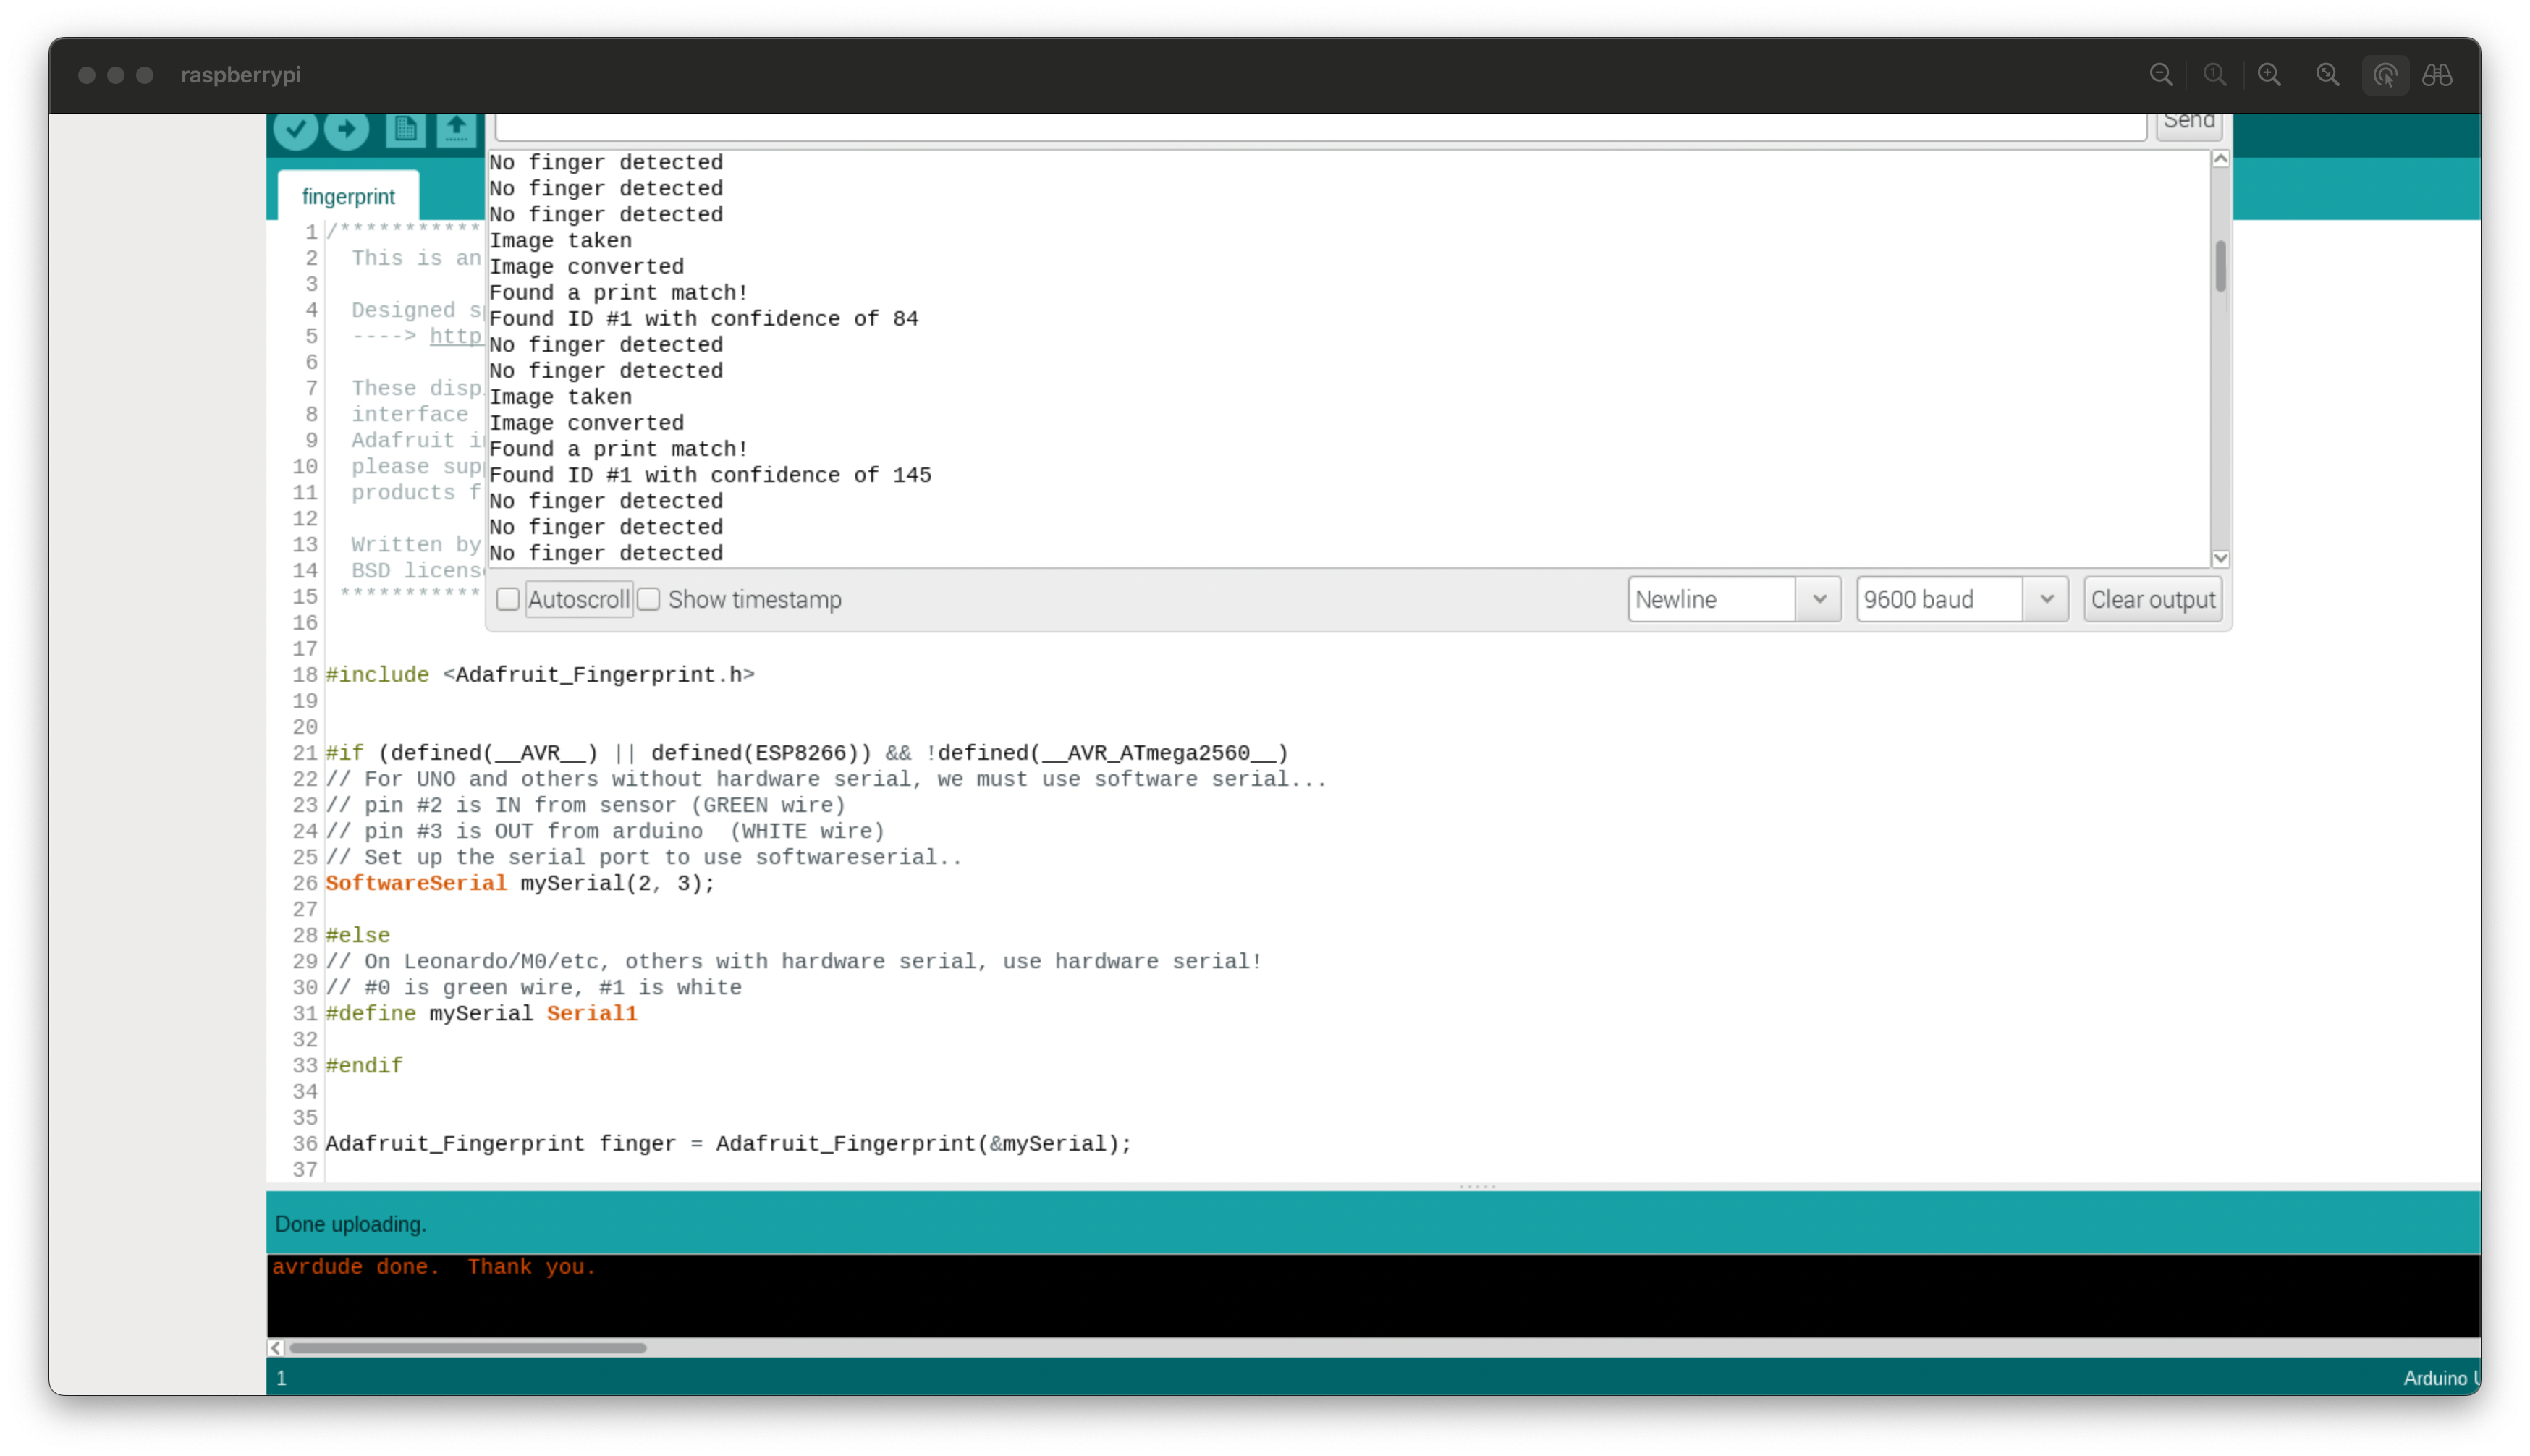 raspberrypi
Send
No finger detected
No finger detected
No finger detected
Image taken
Image converted
Found a print match!
Found ID #1 with confidence of 84
No finger detected
No finger detected
Image taken
Image converted
Found a print match!
Found ID #1 with confidence of 145
No finger detected
No finger detected
No finger detected
Autoscroll Show timestamp Newline 9600 baud Clear output
fingerprint
1 /***********
2 This is an
3
4 Designed
5 ----> http
6
7 These
8 interface
9 Adafruit
10 please
11 products
12
13 Written by
14 BSD
15 ***********
16
17
18 #include <Adafruit_Fingerprint.h>
19
20
21 #if (defined(__AVR__) || defined(ESP8266)) && !defined(__AVR_ATmega2560__)
22 // For UNO and others without hardware serial, we must use software serial...
23 // pin #2 is IN from sensor (GREEN wire)
24 // pin #3 is OUT from arduino  (WHITE wire)
25 // Set up the serial port to use softwareserial..
26 SoftwareSerial mySerial(2, 3);
27
28 #else
29 // On Leonardo/M0/etc, others with hardware serial, use hardware serial!
30 // #0 is green wire, #1 is white
31 #define mySerial Serial1
32
33 #endif
34
35
36 Adafruit_Fingerprint finger = Adafruit_Fingerprint(&mySerial);
37
Done uploading.
avrdude done.  Thank you.
1
Arduino